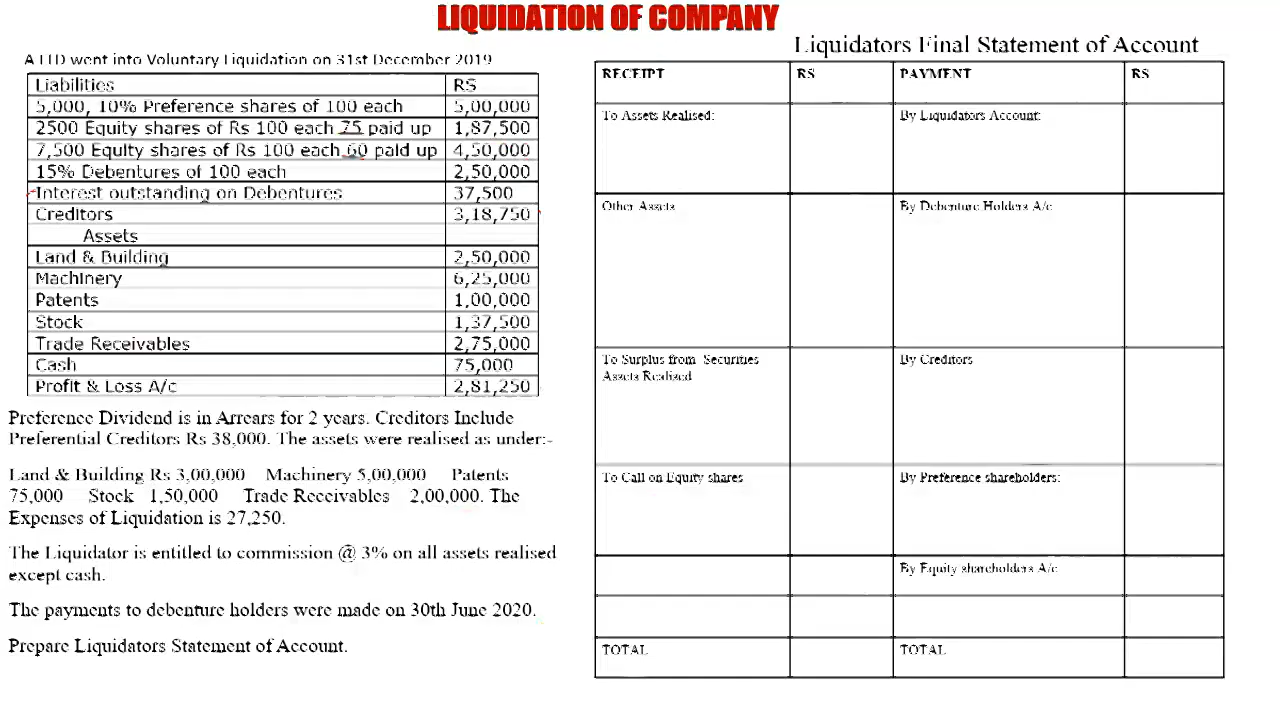 LIQUIDATION OF COMPANY
A LTD went into Voluntary Liquidation on 31st December 2019
Liabilities RS
5,000, 10% Preference shares of 100 each 5,00,000
2500 Equity shares of Rs 100 each 75 paid up 1,87,500
7,500 Equity shares of Rs 100 each 60 paid up 4,50,000
15% Debentures of 100 each 2,50,000
Interest outstanding on Debentures 37,500
Creditors 3,18,750
Assets
Land & Building 2,50,000
Machinery 6,25,000
Patents 1,00,000
Stock 1,37,500
Trade Receivables 2,75,000
Cash 75,000
Profit & Loss A/c 2,81,250
Preference Dividend is in Arrears for 2 years. Creditors Include
Preferential Creditors Rs 38,000. The assets were realised as under:-
Land & Building Rs 3,00,000 Machinery 5,00,000 Patents
75,000 Stock 1,50,000 Trade Receivables 2,00,000. The
Expenses of Liquidation is 27,250.
The Liquidator is entitled to commission @ 3% on all assets realised
except cash.
The payments to debenture holders were made on 30th June 2020.
Prepare Liquidators Statement of Account.
Liquidators Final Statement of Account
RECEIPT RS PAYMENT RS
To Assets Realised: By Liquidators Account:
Other Assets By Debenture Holders A/c
To Surplus from Securities By Creditors
Assets Realized
To Call on Equity shares By Preference shareholders:
By Equity shareholders A/c
TOTAL TOTAL